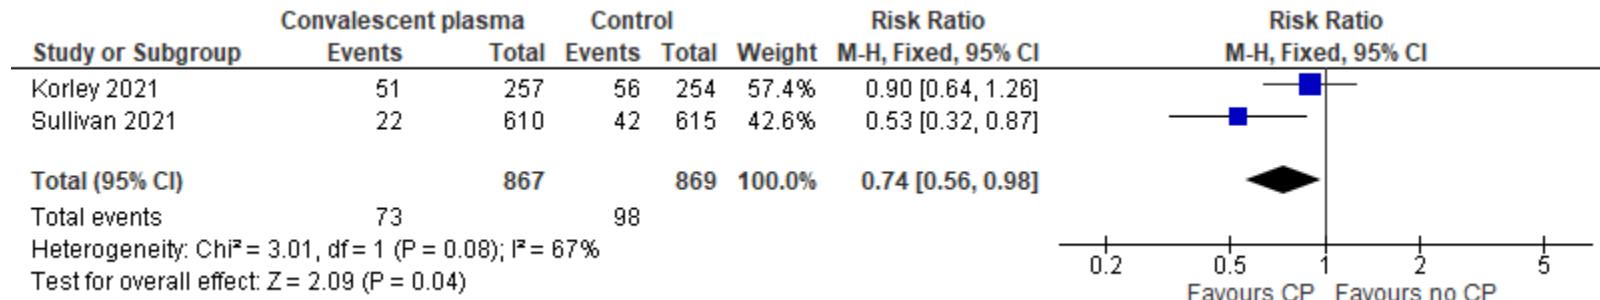 Convalescent plasma Control Risk Ratio Risk Ratio
Study or Subgroup Events Total Events Total Weight M-H, Fixed, 95% CI M-H, Fixed, 95% CI
Korley 2021 51 257 56 254 57.4% 0.90 [0.64, 1.26]
Sullivan 2021 22 610 42 615 42.6% 0.53 [0.32, 0.87]
Total (95% CI) 867 869 100.0% 0.74 [0.56, 0.98]
Total events 73 98
Heterogeneity: Chi² = 3.01, df = 1 (P = 0.08); I² = 67%
Test for overall effect: Z = 2.09 (P = 0.04)
0.2 0.5 1 2 5
Favours CP Favours no CP